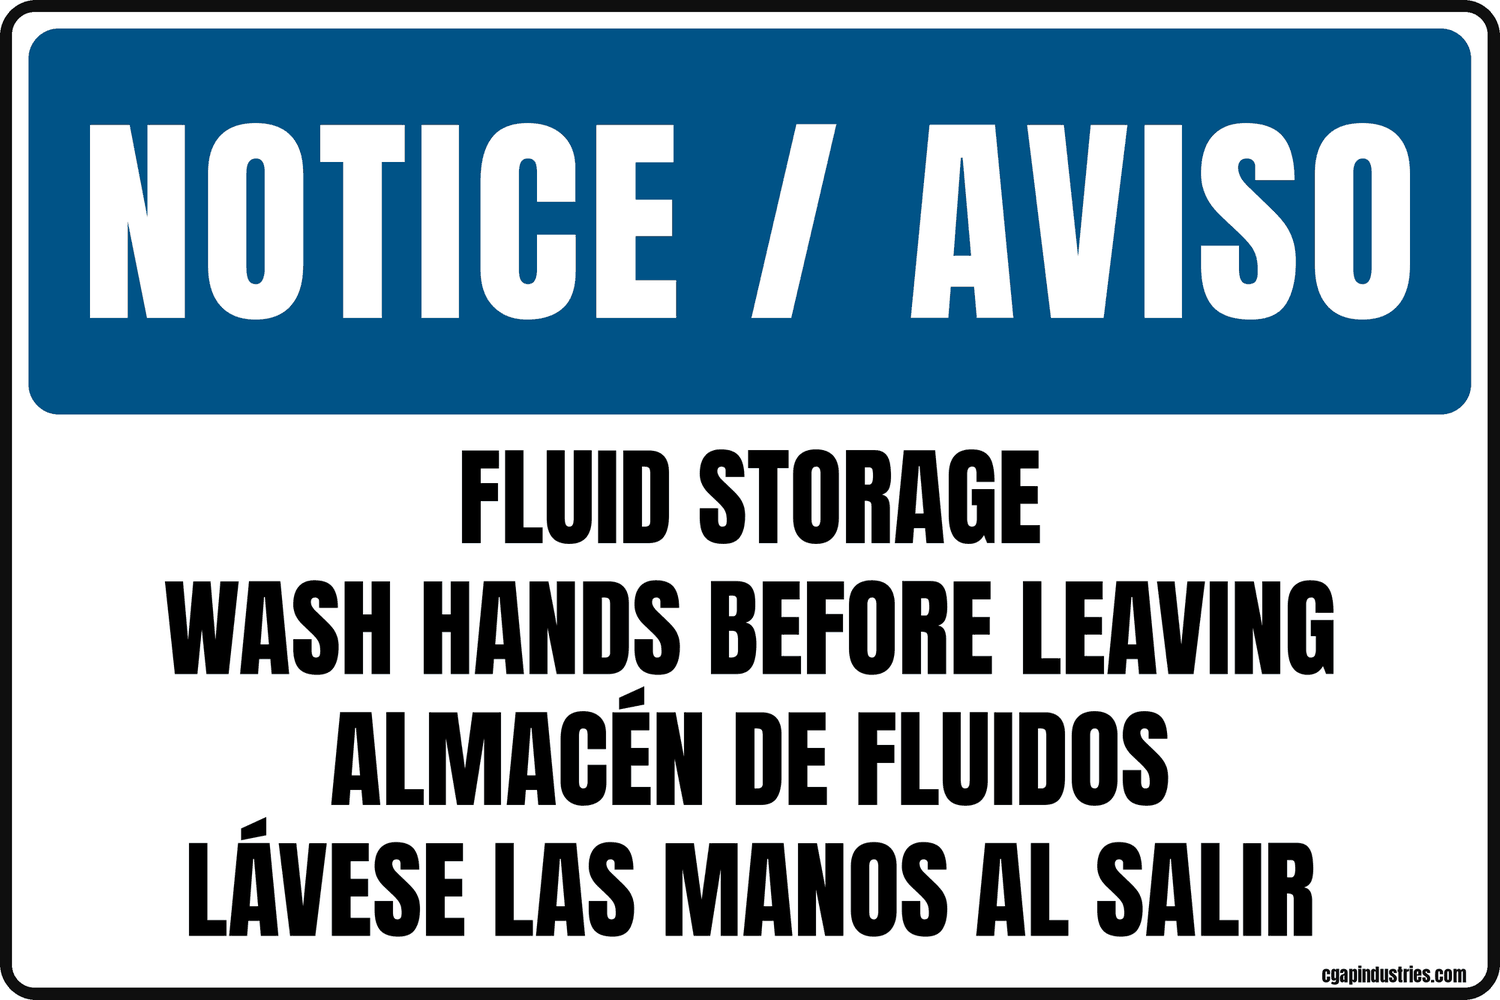 NOTICE / AVISO
FLUID STORAGE
WASH HANDS BEFORE LEAVING
ALMACÉN DE FLUIDOS
LÁVESE LAS MANOS AL SALIR
cgapindustries.com